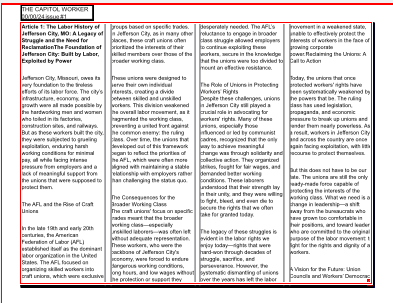 THE CAPITOL WORKER
00/00/24 issue #1
Article 1: The Labor History of
Jefferson City, MO: A Legacy of
Struggle and the Need for
ReclamationThe Foundation of
Jefferson City: Built by Labor,
Exploited by Power
Jefferson City, Missouri, owes its
very foundation to the tireless
efforts of its labor force. The city's
infrastructure, economy, and
growth were all made possible by
the hardworking men and women
who toiled in its factories,
construction sites, and railways.
But as these workers built the city,
they were subjected to grueling
exploitation, enduring harsh
working conditions for minimal
pay, all while facing intense
pressure from employers and a
lack of meaningful support from
the unions that were supposed to
protect them.
The AFL and the Rise of Craft
Unions
In the late 19th and early 20th
centuries, the American
Federation of Labor (AFL)
established itself as the dominant
labor organization in the United
States. The AFL focused on
organizing skilled workers into
craft unions, which were exclusive
groups based on specific trades.
In Jefferson City, as in many other
places, these craft unions often
prioritized the interests of their
skilled members over those of the
broader working class.
These unions were designed to
serve their own individual
interests, creating a divide
between skilled and unskilled
workers. This division weakened
the overall labor movement, as it
fragmented the working class,
preventing a united front against
the common enemy: the ruling
class. Over time, the unions that
developed out of this framework
began to reflect the priorities of
the AFL, which were often more
aligned with maintaining a stable
relationship with employers rather
than challenging the status quo.
The Consequences for the
Broader Working Class
The craft unions' focus on specific
trades meant that the broader
working class—especially
unskilled laborers—was often left
without adequate representation.
These workers, who were the
backbone of Jefferson City's
economy, were forced to endure
dangerous working conditions,
long hours, and low wages without
the protection or support they
desperately needed. The AFL's
reluctance to engage in broader
class struggle allowed employers
to continue exploiting these
workers, secure in the knowledge
that the unions were too divided to
mount an effective resistance.
The Role of Unions in Protecting
Workers' Rights
Despite these challenges, unions
in Jefferson City still played a
crucial role in advocating for
workers' rights. Many of these
unions, especially those
influenced or led by communist
cadres, recognized that the only
way to achieve meaningful
change was through solidarity and
collective action. They organized
strikes, fought for fair wages, and
demanded better working
conditions. These laborers
understood that their strength lay
in their unity, and they were willing
to fight, bleed, and even die to
secure the rights that we often
take for granted today.
The legacy of these struggles is
evident in the labor rights we
enjoy today—rights that were
hard-won through decades of
struggle, sacrifice, and
perseverance. However, the
systematic dismantling of unions
over the years has left the labor
movement in a weakened state,
unable to effectively protect the
interests of workers in the face of
growing corporate
power.Reclaiming the Unions: A
Call to Action
Today, the unions that once
protected workers' rights have
been systematically weakened by
the powers that be. The ruling
class has used legislation,
propaganda, and economic
pressure to break up unions and
render them nearly powerless. As
a result, workers in Jefferson City
and across the country are once
again facing exploitation, with little
recourse to protect themselves.
But this does not have to be our
fate. The unions are still the only
ready-made force capable of
protecting the interests of the
working class. What we need is a
change in leadership—a shift
away from the bureaucrats who
have grown too comfortable in
their positions, and toward leaders
who are committed to the original
purpose of the labor movement: to
fight for the rights and dignity of all
workers.
A Vision for the Future: Union
Councils and Workers' Democracy